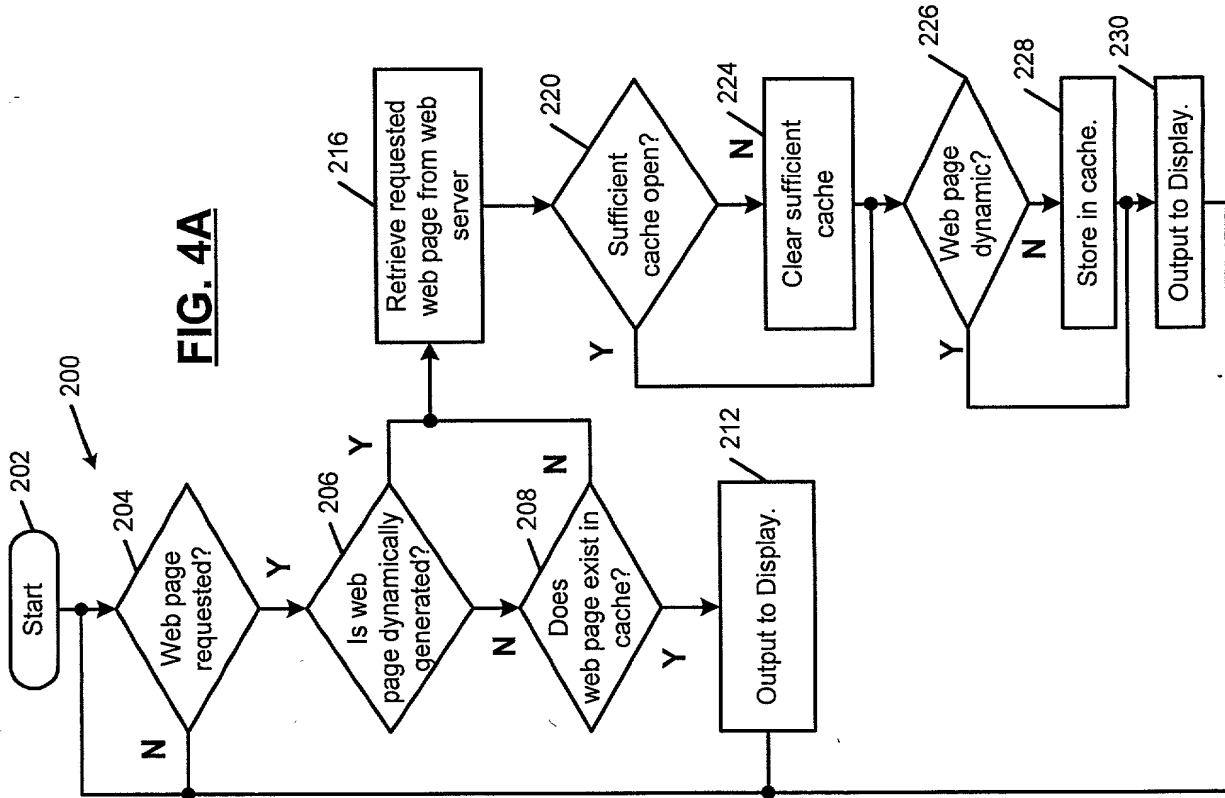 FIG. 4A
200
202
Start
204
Web page
requested?
N
Y
206
Is web
page dynamically
generated?
Y
N
208
Does
web page exist in
cache?
N
Y
212
Output to Display.
216
Retrieve requested
web page from web
server
220
Sufficient
cache open?
Y
N
224
Clear sufficient
cache
226
Web page
dynamic?
Y
N
228
Store in cache.
230
Output to Display.